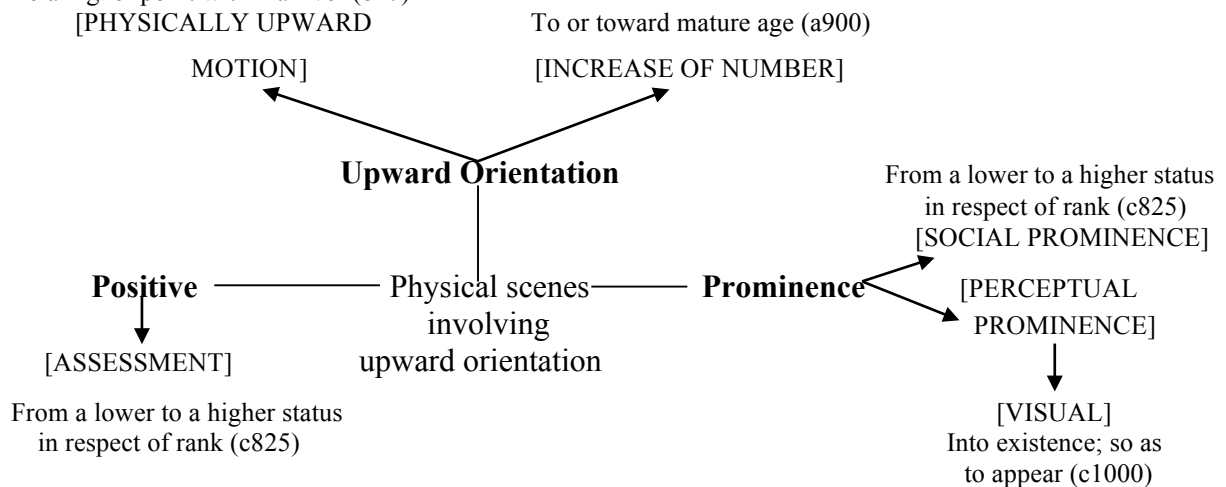 [PHYSICALLY UPWARD
MOTION]
To or toward mature age (a900)
[INCREASE OF NUMBER]
Upward Orientation
From a lower to a higher status
in respect of rank (c825)
[SOCIAL PROMINENCE]
Positive
Physical scenes
involving
upward orientation
Prominence
[PERCEPTUAL
PROMINENCE]
[ASSESSMENT]
From a lower to a higher status
in respect of rank (c825)
[VISUAL]
Into existence; so as
to appear (c1000)